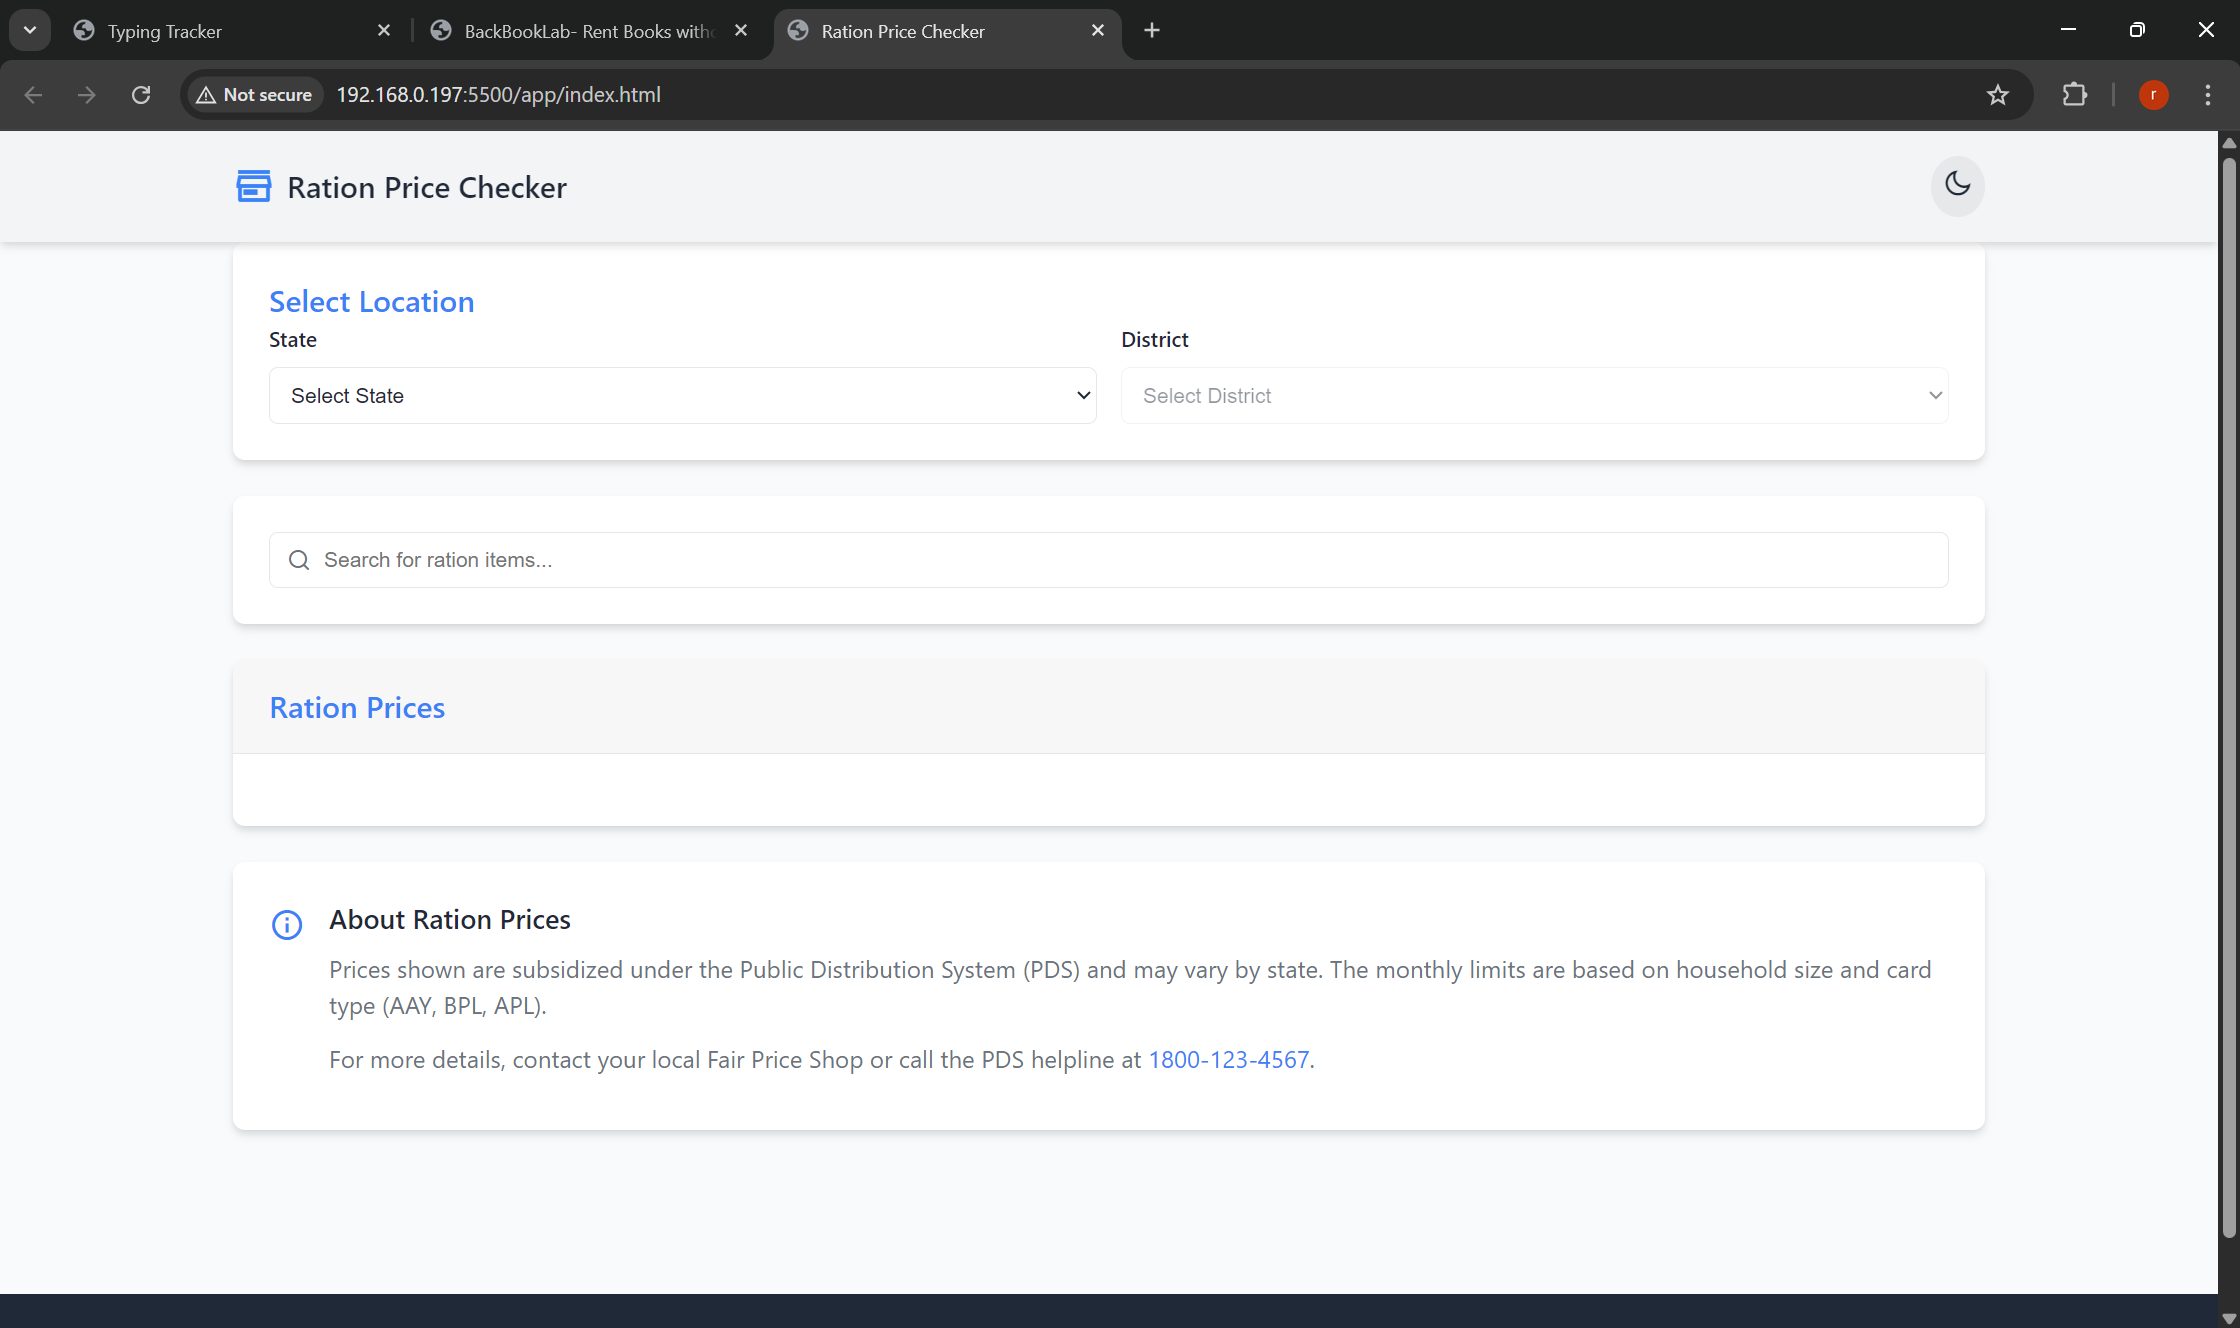 Typing Tracker
BackBookLab- Rent Books with
Ration Price Checker
Not secure
192.168.0.197:5500/app/index.html
r
Ration Price Checker
Select Location
State
District
Select State
Select District
Search for ration items...
Ration Prices
About Ration Prices
Prices shown are subsidized under the Public Distribution System (PDS) and may vary by state. The monthly limits are based on household size and card
type (AAY, BPL, APL).
For more details, contact your local Fair Price Shop or call the PDS helpline at 1800-123-4567.